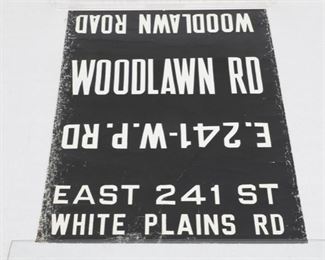 WOODLAWN ROAD
WOODLAWN RD
E.241-W.P.RD
EAST 241 ST
WHITE PLAINS RD